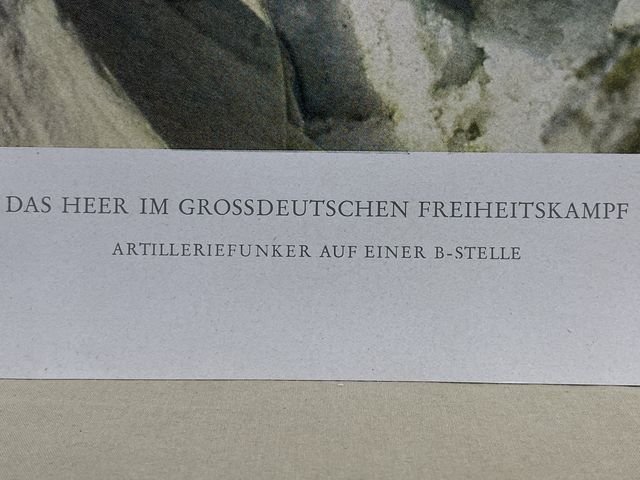 DAS HEER IM GROSSDEUTSCHEN FREIHEITSKAMPF
ARTILLERIEFUNKER AUF EINER B-STELLE